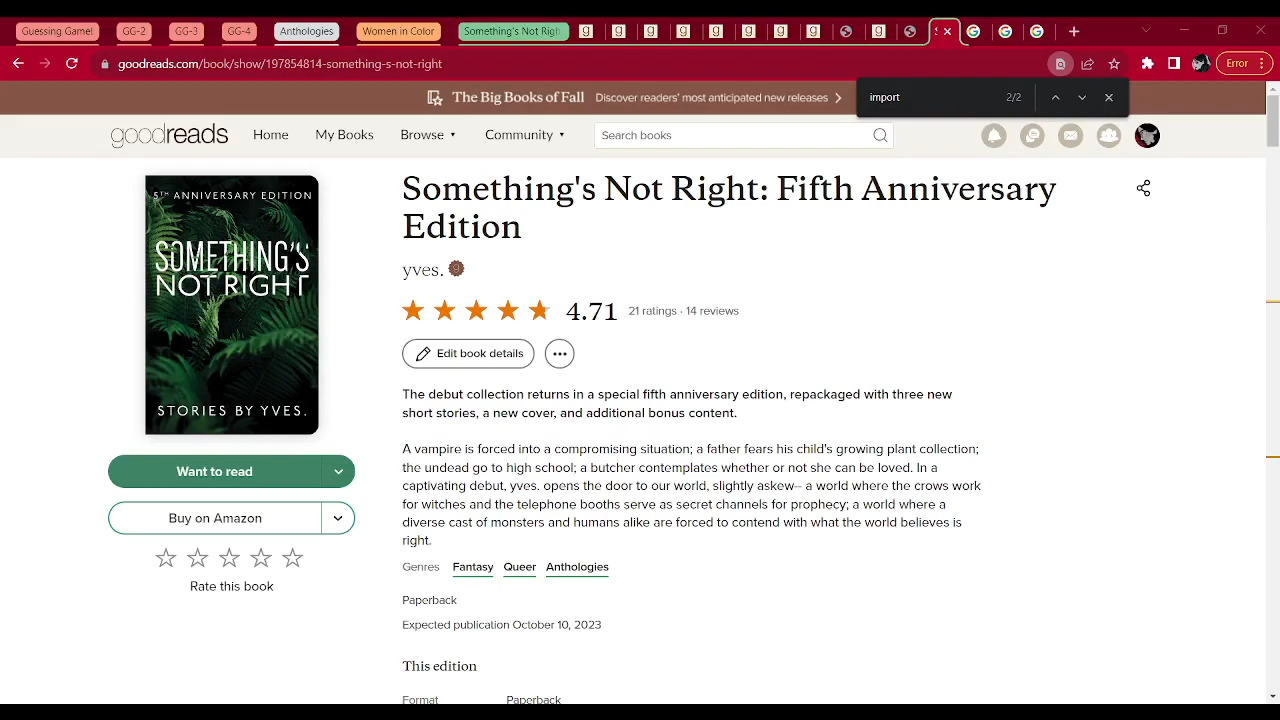 Guessing Game! GG-2 GG-3 GG-4 Anthologies Women in Color Something's Not Righ
goodreads.com/book/show/197854814-something-s-not-right
Error
import 2/2
The Big Books of Fall Discover readers' most anticipated new releases
goodreads Home My Books Browse Community Search books
5TH ANNIVERSARY EDITION
SOMETHING'S
NOT RIGHT
STORIES BY YVES.
Want to read
Buy on Amazon
Rate this book
Something's Not Right: Fifth Anniversary
Edition
yves.
4.71 21 ratings · 14 reviews
Edit book details
The debut collection returns in a special fifth anniversary edition, repackaged with three new
short stories, a new cover, and additional bonus content.
A vampire is forced into a compromising situation; a father fears his child's growing plant collection;
the undead go to high school; a butcher contemplates whether or not she can be loved. In a
captivating debut, yves. opens the door to our world, slightly askew-- a world where the crows work
for witches and the telephone booths serve as secret channels for prophecy; a world where a
diverse cast of monsters and humans alike are forced to contend with what the world believes is
right.
Genres Fantasy Queer Anthologies
Paperback
Expected publication October 10, 2023
This edition
Format Paperback